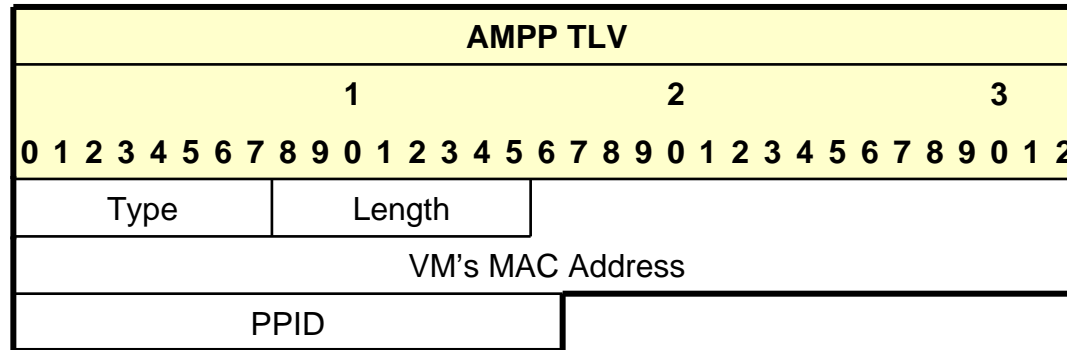 AMPP TLV
1 2 3
0 1 2 3 4 5 6 7 8 9 0 1 2 3 4 5 6 7 8 9 0 1 2 3 4 5 6 7 8 9 0 1 2
Type Length
VM's MAC Address
PPID